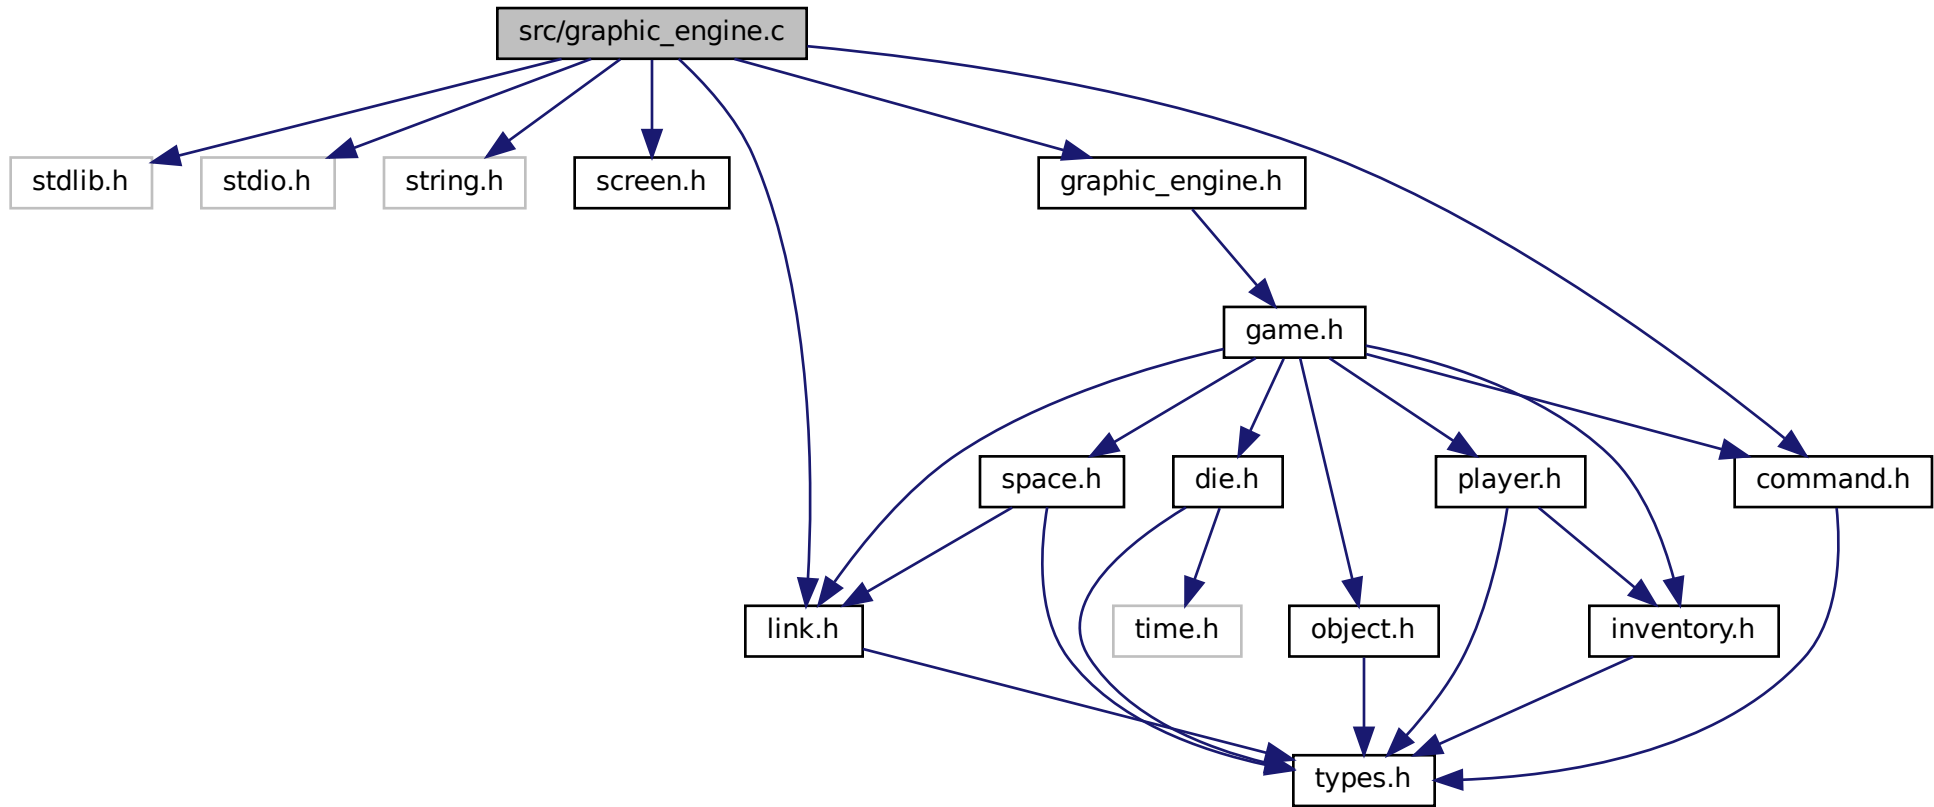 src/graphic_engine.c
stdlib.h
stdio.h
string.h
screen.h
graphic_engine.h
game.h
space.h
die.h
player.h
command.h
link.h
time.h
object.h
inventory.h
types.h